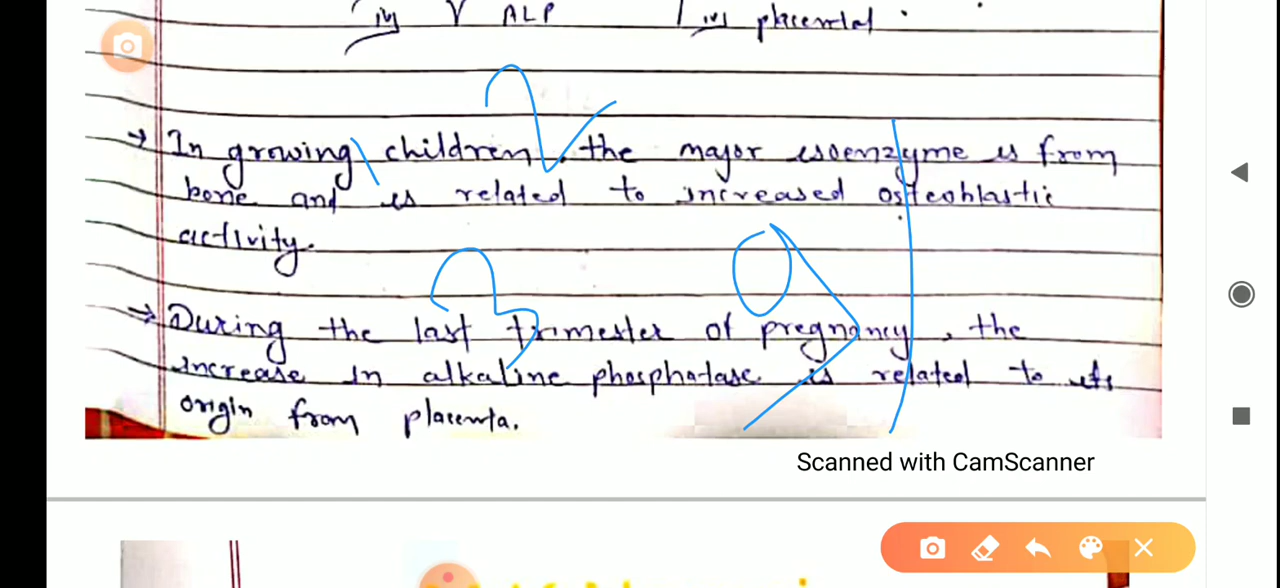 iv) γ ALP iv) placental.
→ In growing children, the major isoenzyme is from
bone and is related to increased osteoblastic
activity.
→ During the last trimester of pregnancy, the
increase in alkaline phosphatase is related to its
origin from placenta.
Scanned with CamScanner